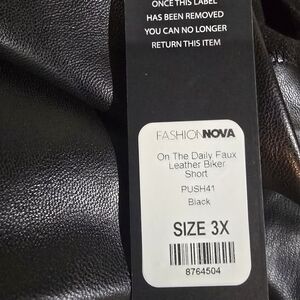 ONCE THIS LABEL
HAS BEEN REMOVED
YOU CAN NO LONGER
RETURN THIS ITEM
FASHIONNOVA
On The Daily Faux
Leather Biker
Short
PUSH41
Black
SIZE 3X
8764504